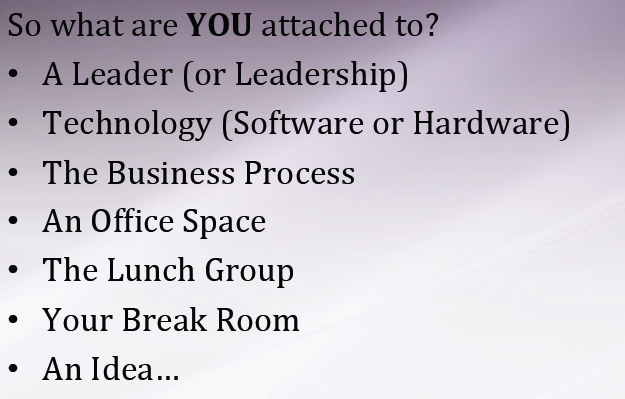 So what are YOU attached to?
• A Leader (or Leadership)
• Technology (Software or Hardware)
• The Business Process
• An Office Space
• The Lunch Group
• Your Break Room
• An Idea…